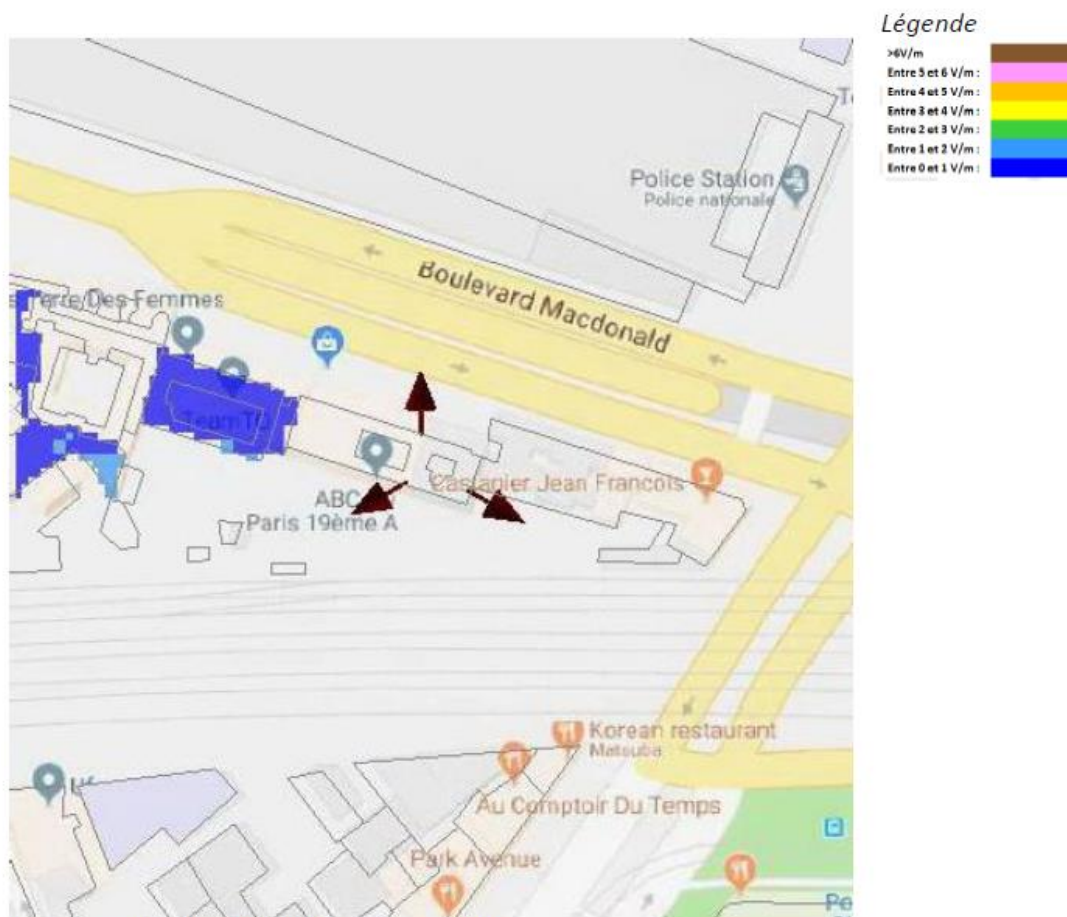 Légende
>6V/m
Entre 5 et 6 V/m :
Entre 4 et 5 V/m :
Entre 3 et 4 V/m :
Entre 2 et 3 V/m :
Entre 1 et 2 V/m :
Entre 0 et 1 V/m :
Police Station
Police nationale
Boulevard Macdonald
Terre Des Femmes
TeamTO
Castanier Jean François
ABC
Paris 19ème A
Korean restaurant
Matsuba
Au Comptoir Du Temps
Park Avenue